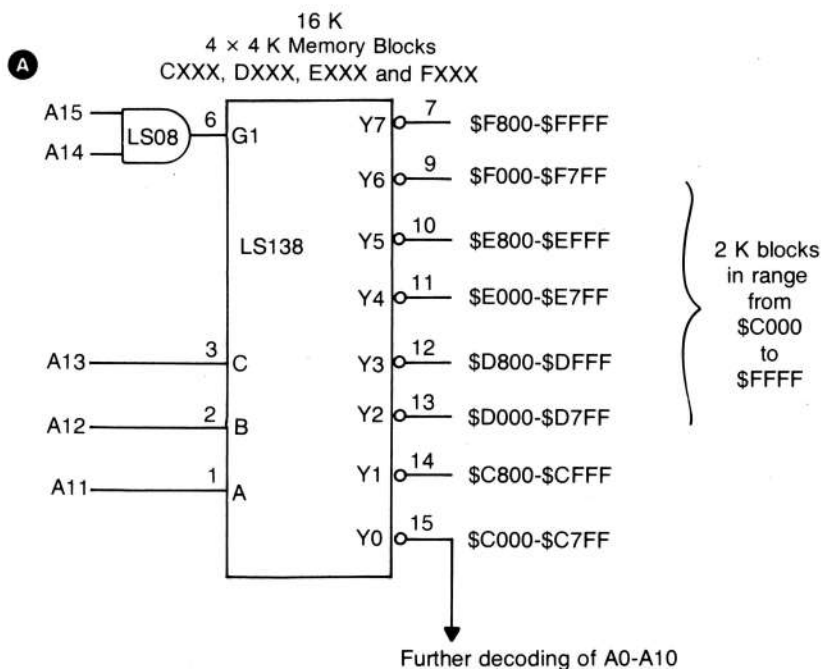 16 K
4 × 4 K Memory Blocks
A
CXXX, DXXX, EXXX and FXXX
A15
A14
LS08
6
G1
LS138
Y7
7
$F800-$FFFF
Y6
9
$F000-$F7FF
Y5
10
$E800-$EFFF
Y4
11
$E000-$E7FF
A13
3
C
Y3
12
$D800-$DFFF
A12
2
B
Y2
13
$D000-$D7FF
A11
1
A
Y1
14
$C800-$CFFF
Y0
15
$C000-$C7FF
2 K blocks
in range
from
$C000
to
$FFFF
Further decoding of A0-A10